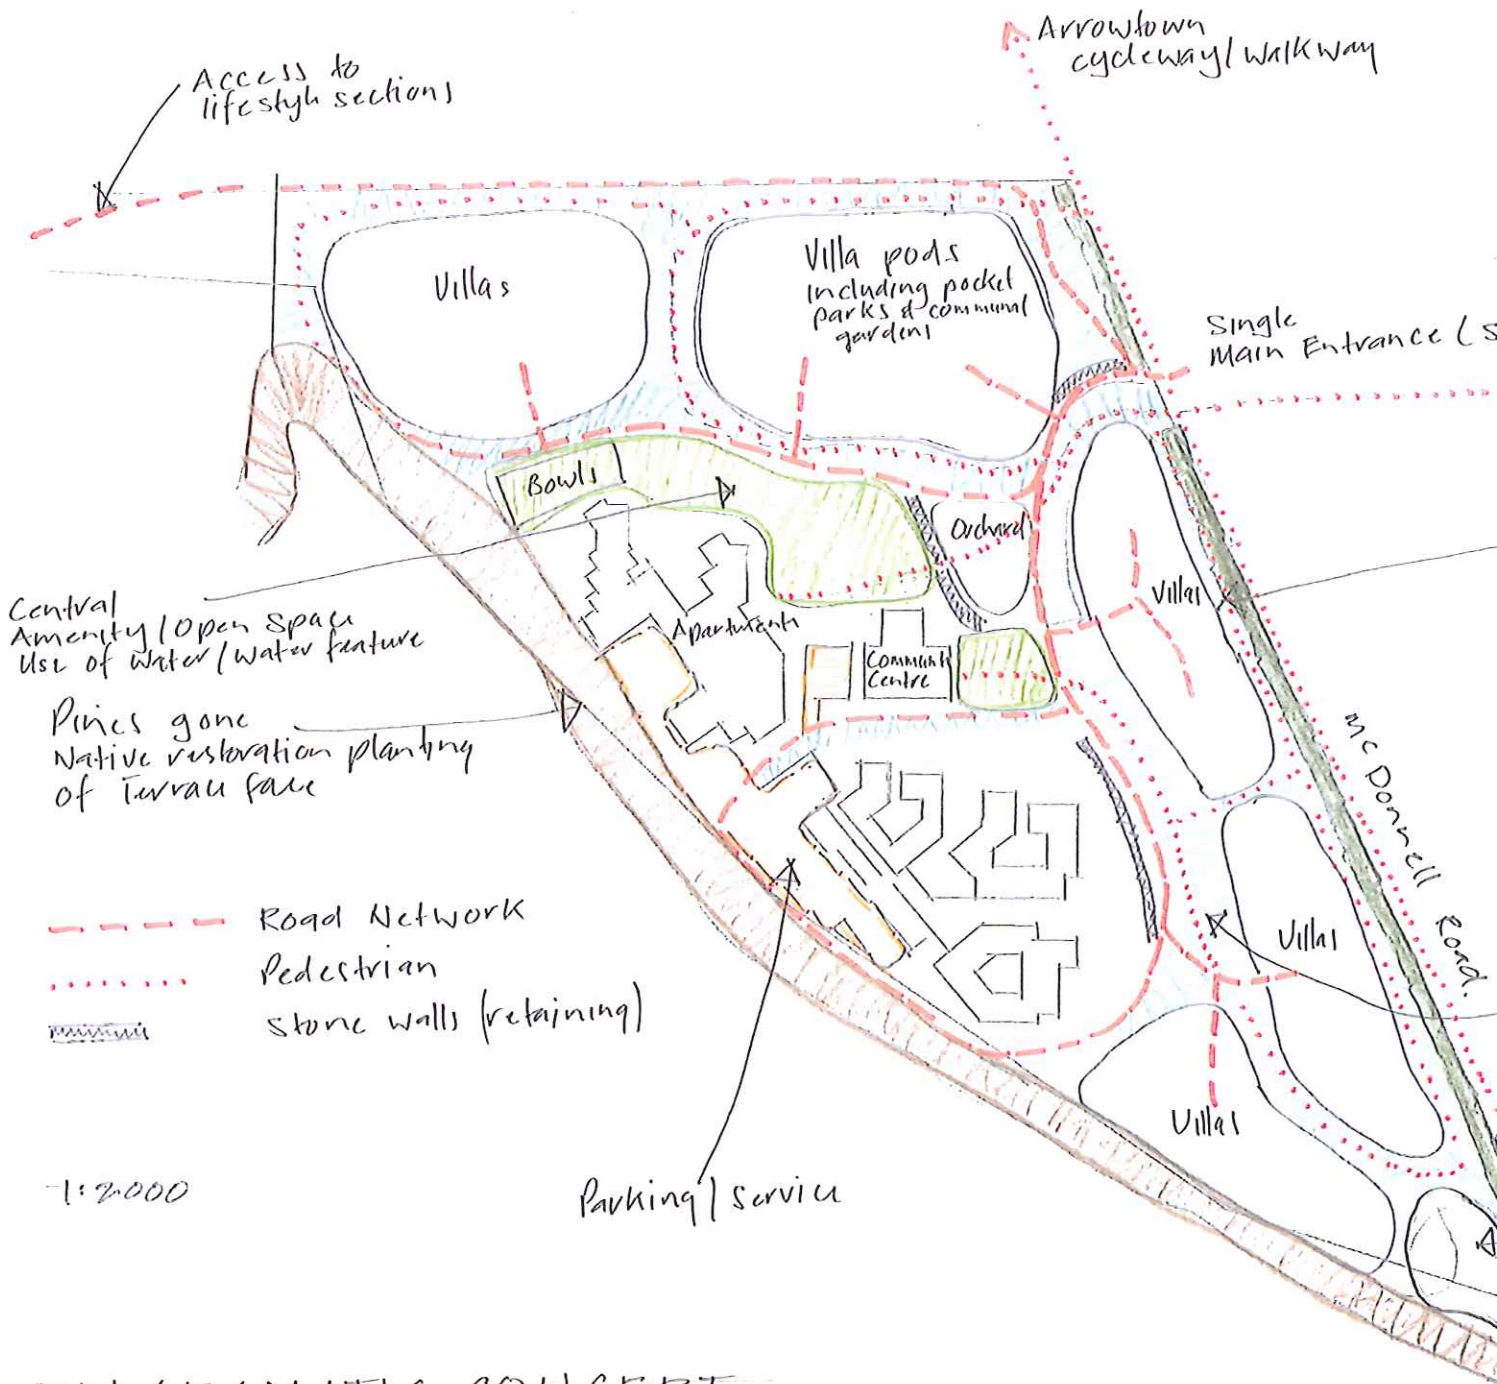 Arrowtown
cycleway/walkway
Access to
lifestyle sections
Villas
Villa pods
including pocket
parks & communal
gardens
Single
Main Entrance (S
Bowls
Orchard
Villas
Central
Amenity/Open Space
Use of water/water feature
Apartments
Community
Centre
Pines gone
Native restoration planting
of Terrace face
McDonnell Road.
Road Network
Pedestrian
Stone walls (retaining)
Villas
Villas
1:2000
Parking/service
CONCEPT